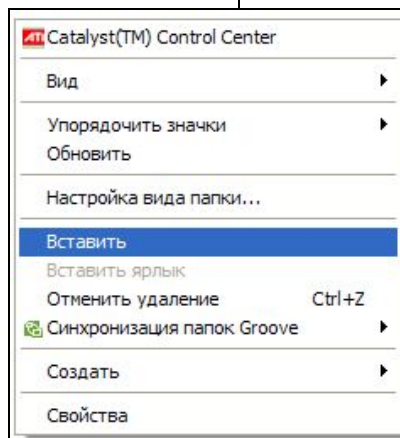 ATI Catalyst(TM) Control Center
Вид
Упорядочить значки
Обновить
Настройка вида папки...
Вставить
Вставить ярлык
Отменить удаление Ctrl+Z
Синхронизация папок Groove
Создать
Свойства